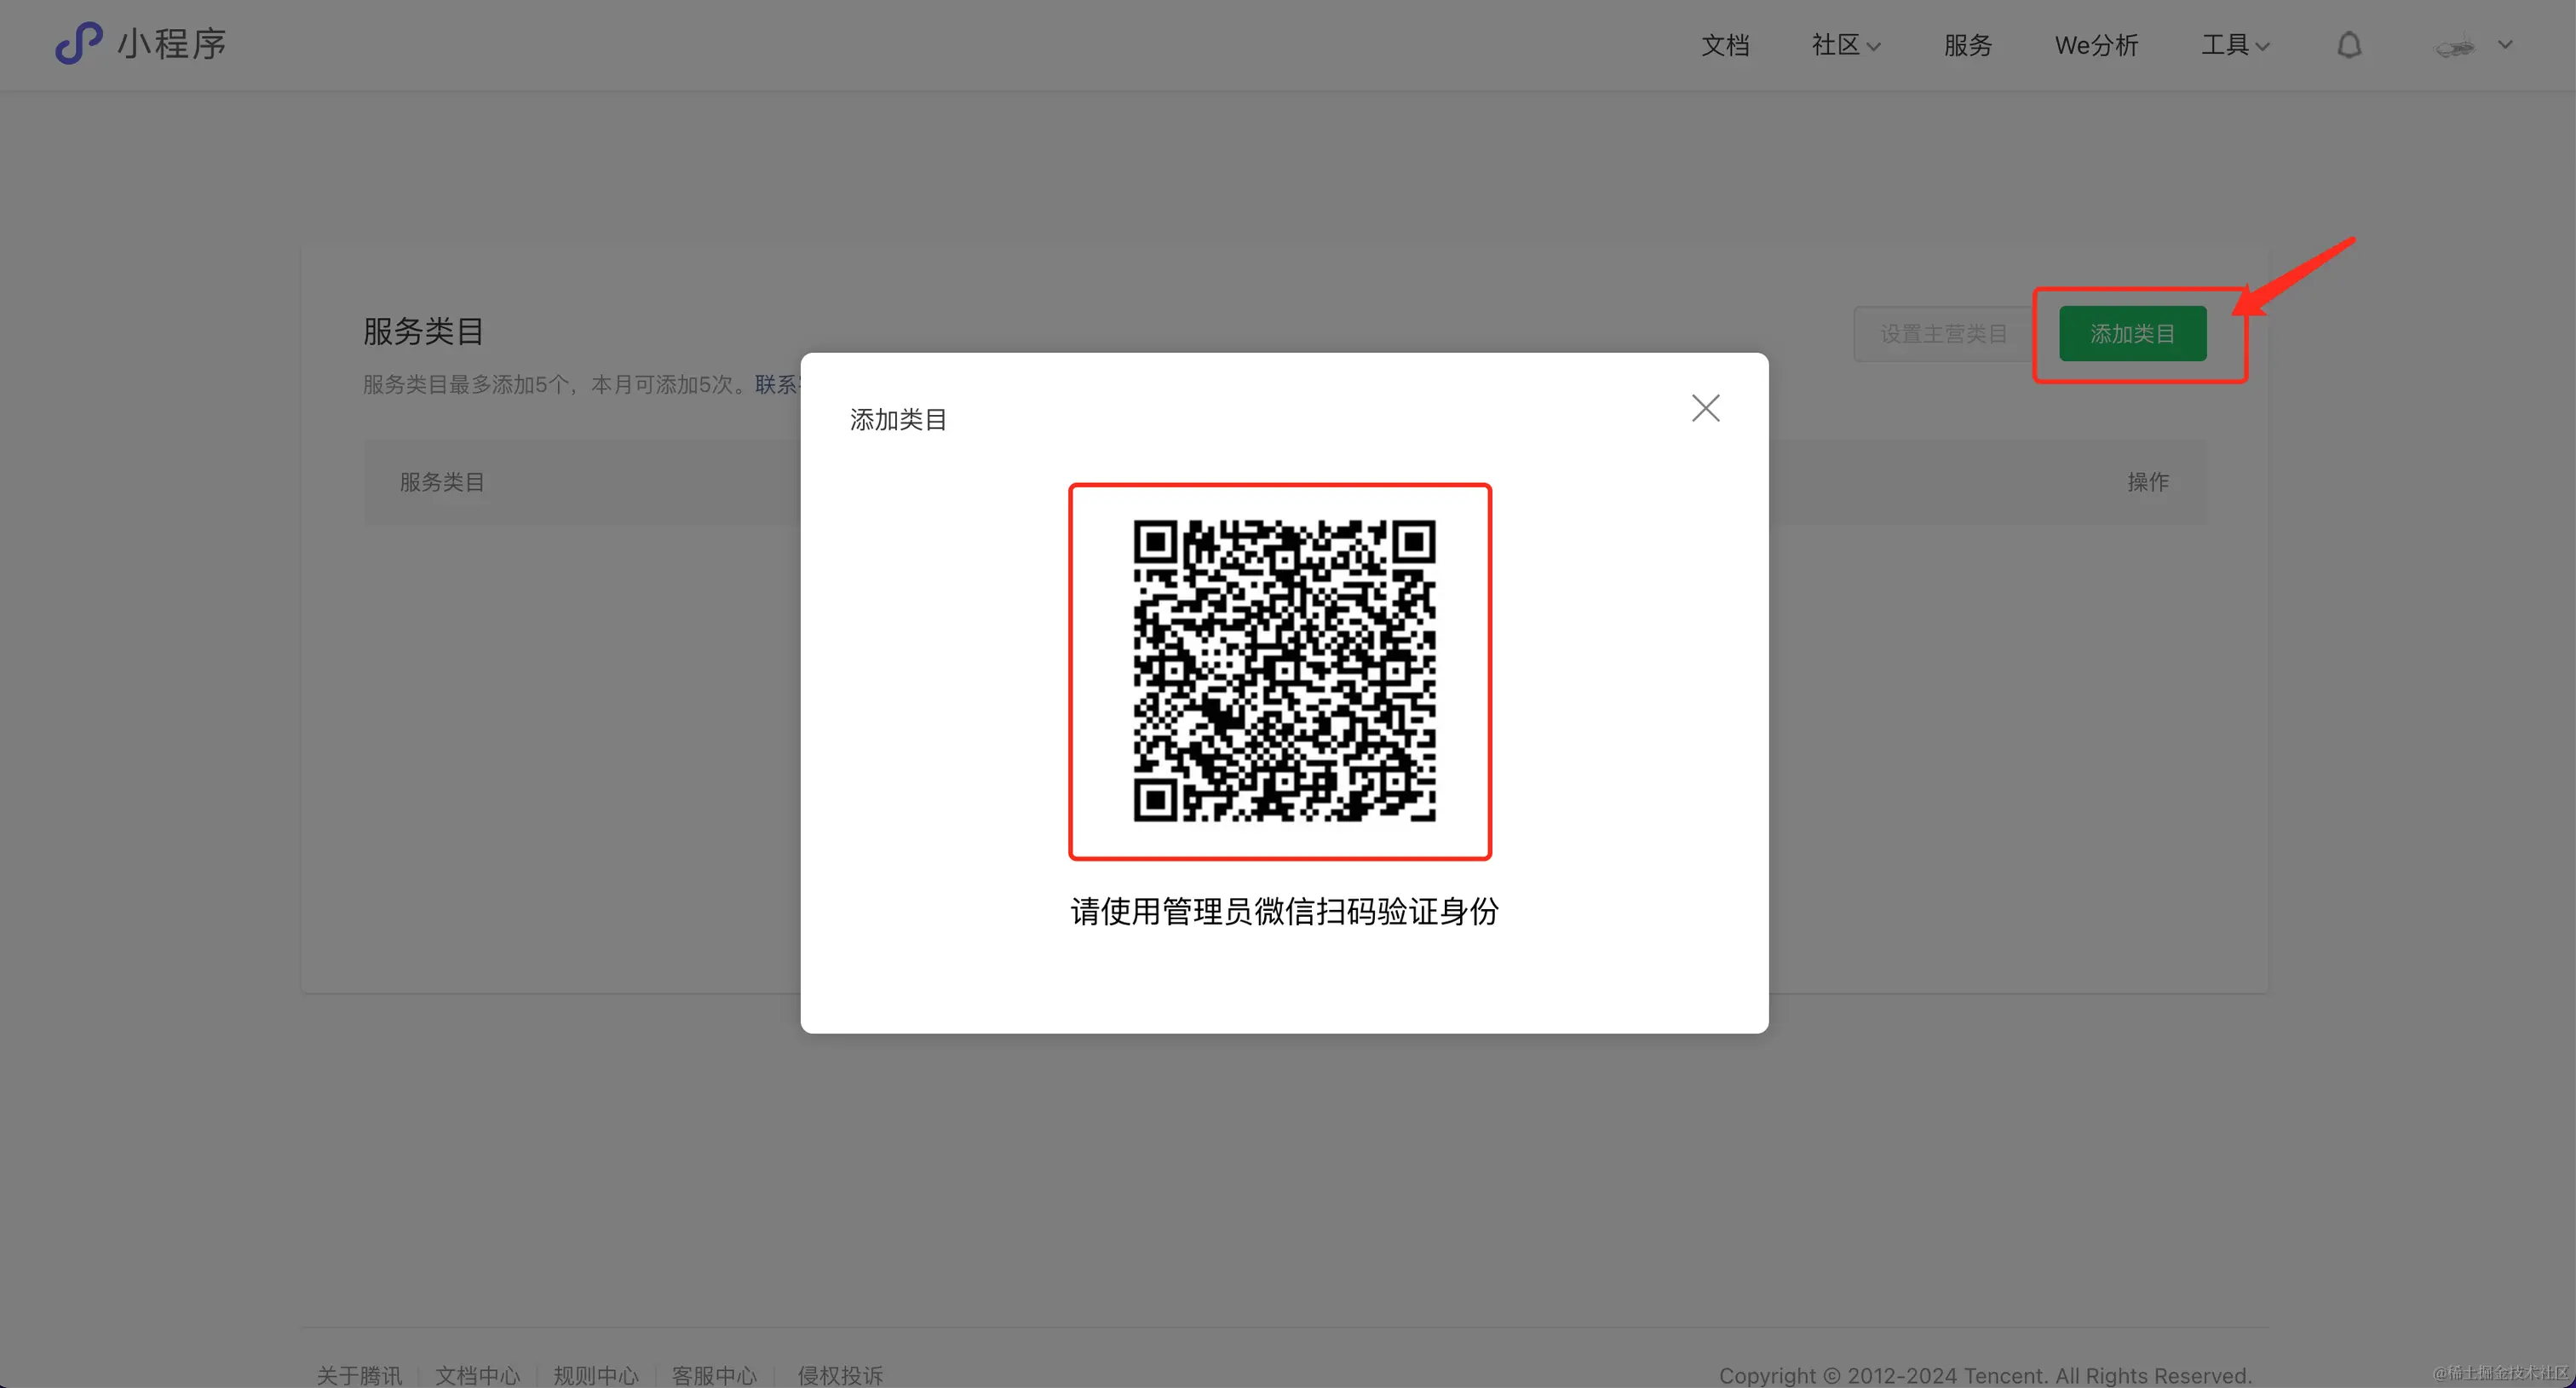 小程序
文档 社区 服务 We分析 工具
服务类目
设置主营类目 添加类目
服务类目最多添加5个，本月可添加5次。联系
添加类目
服务类目 操作
请使用管理员微信扫码验证身份
关于腾讯 文档中心 规则中心 客服中心 侵权投诉
Copyright © 2012-2024 Tencent. All Rights Reserved.
@稀土掘金技术社区